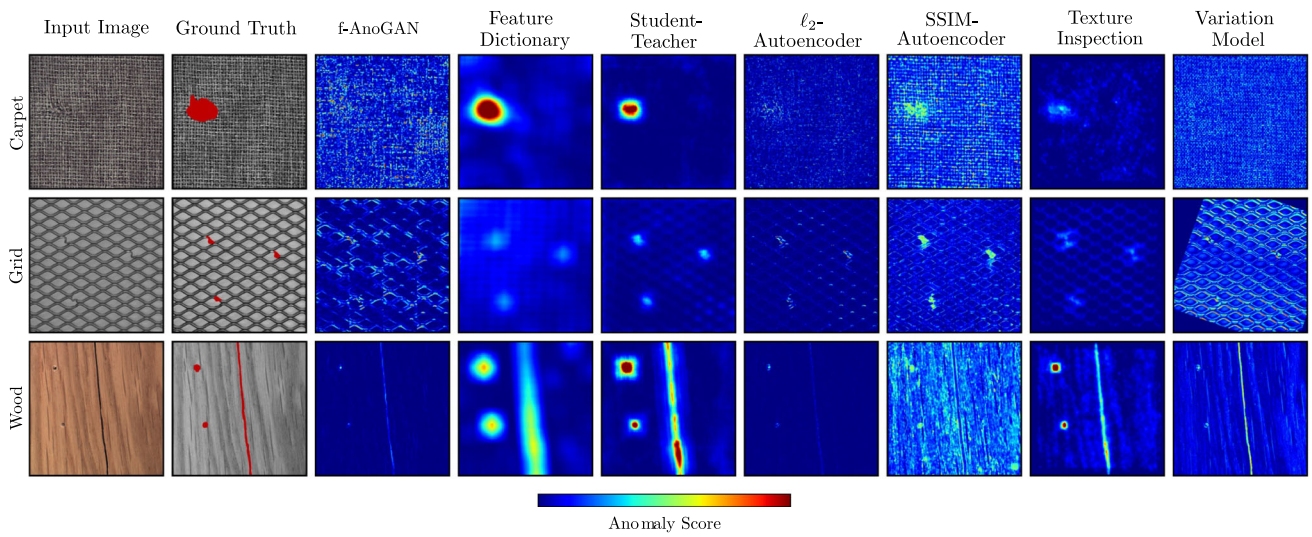 Input Image
Ground Truth
f-AnoGAN
Feature
Dictionary
Student-
Teacher
ℓ₂-
Autoencoder
SSIM-
Autoencoder
Texture
Inspection
Variation
Model
Carpet
Grid
Wood
Anomaly Score